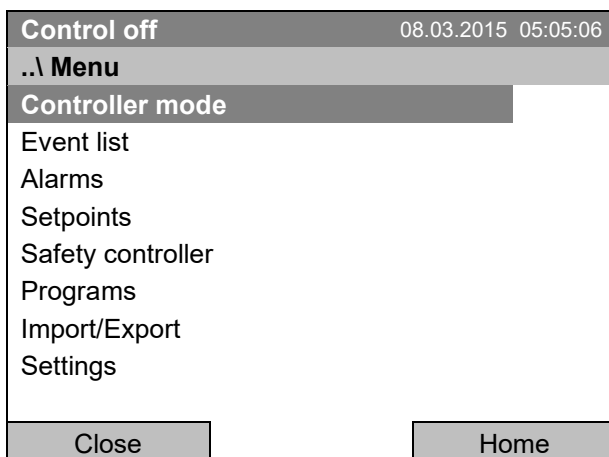 Control off 08.03.2015 05:05:06
..\ Menu
Controller mode
Event list
Alarms
Setpoints
Safety controller
Programs
Import/Export
Settings
Close Home